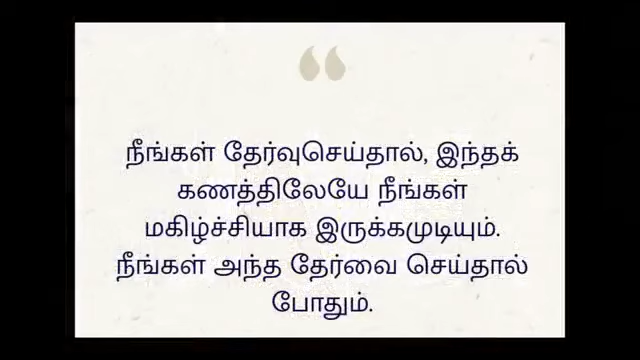 நீங்கள் தேர்வுசெய்தால், இந்தக்
கணத்திலேயே நீங்கள்
மகிழ்ச்சியாக இருக்கமுடியும்.
நீங்கள் அந்த தேர்வை செய்தால்
போதும்.